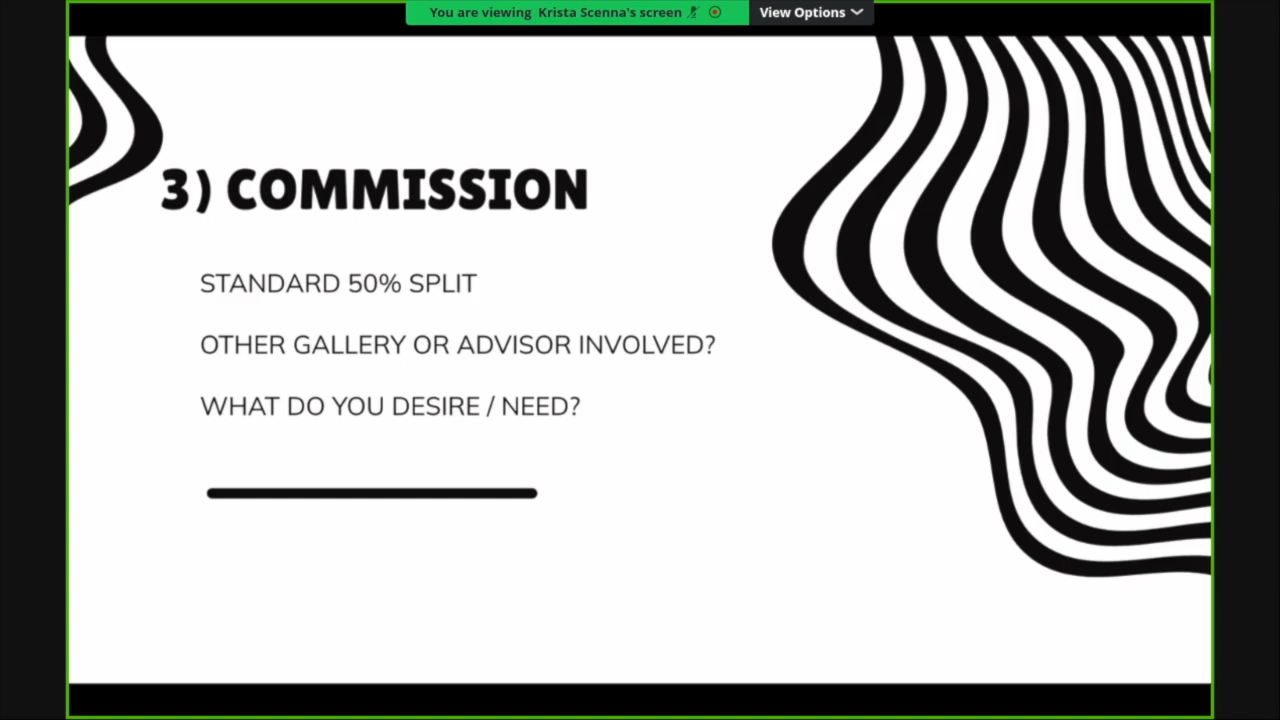 You are viewing Krista Scenna's screen
View Options
3) COMMISSION
STANDARD 50% SPLIT
OTHER GALLERY OR ADVISOR INVOLVED?
WHAT DO YOU DESIRE / NEED?